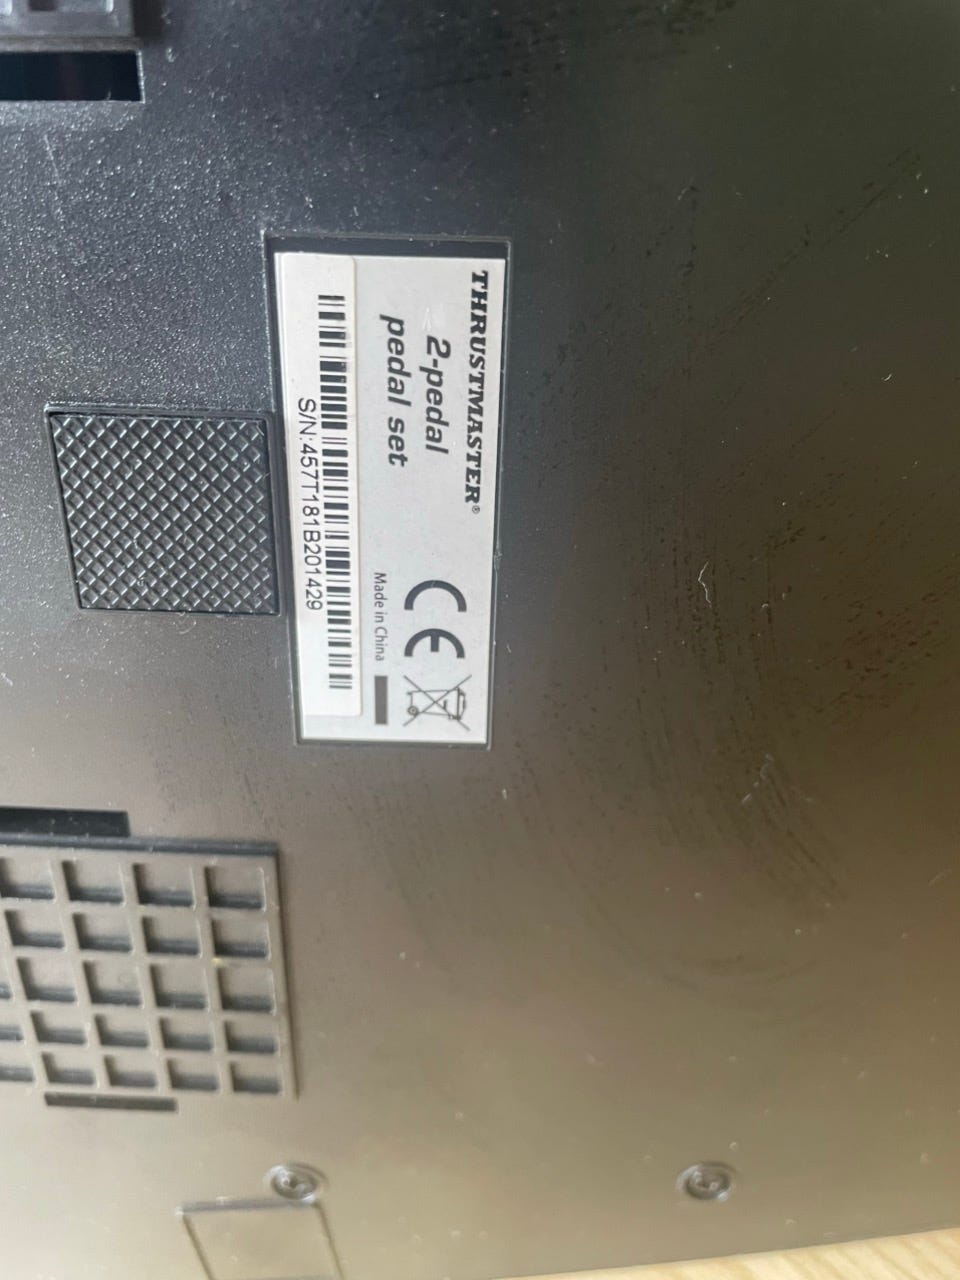 THRUSTMASTER®
2-pedal
pedal set
CE
Made in China
S/N:457T181B201429